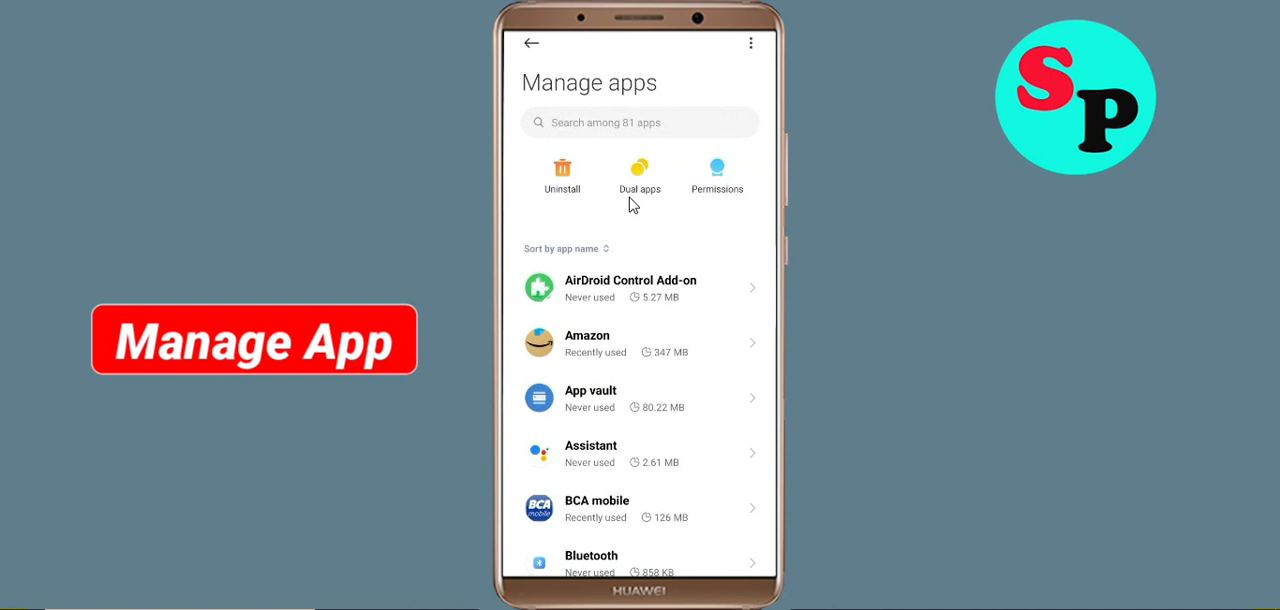 Manage apps
Search among 81 apps
Uninstall
Dual apps
Permissions
Sort by app name
AirDroid Control Add-on
Never used 5.27 MB
Amazon
Recently used 347 MB
App vault
Never used 80.22 MB
Assistant
Never used 2.61 MB
BCA mobile
BCA
mobile
Recently used 126 MB
Bluetooth
Never used 858 KB
HUAWEI
Manage App
SP